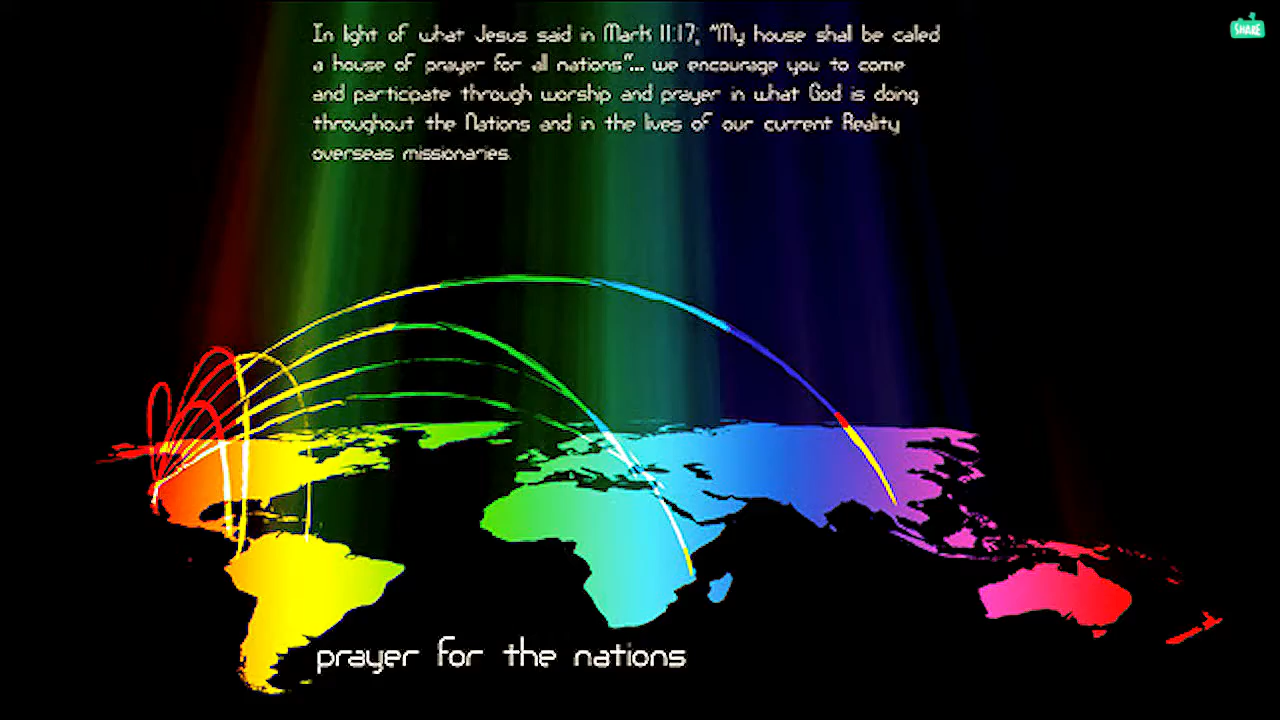 In light of what Jesus said in Mark 11:17, "My house shall be called
a house of prayer for all nations"... we encourage you to come
and participate through worship and prayer in what God is doing
throughout the Nations and in the lives of our current Reality
overseas missionaries.
prayer for the nations
SHARE